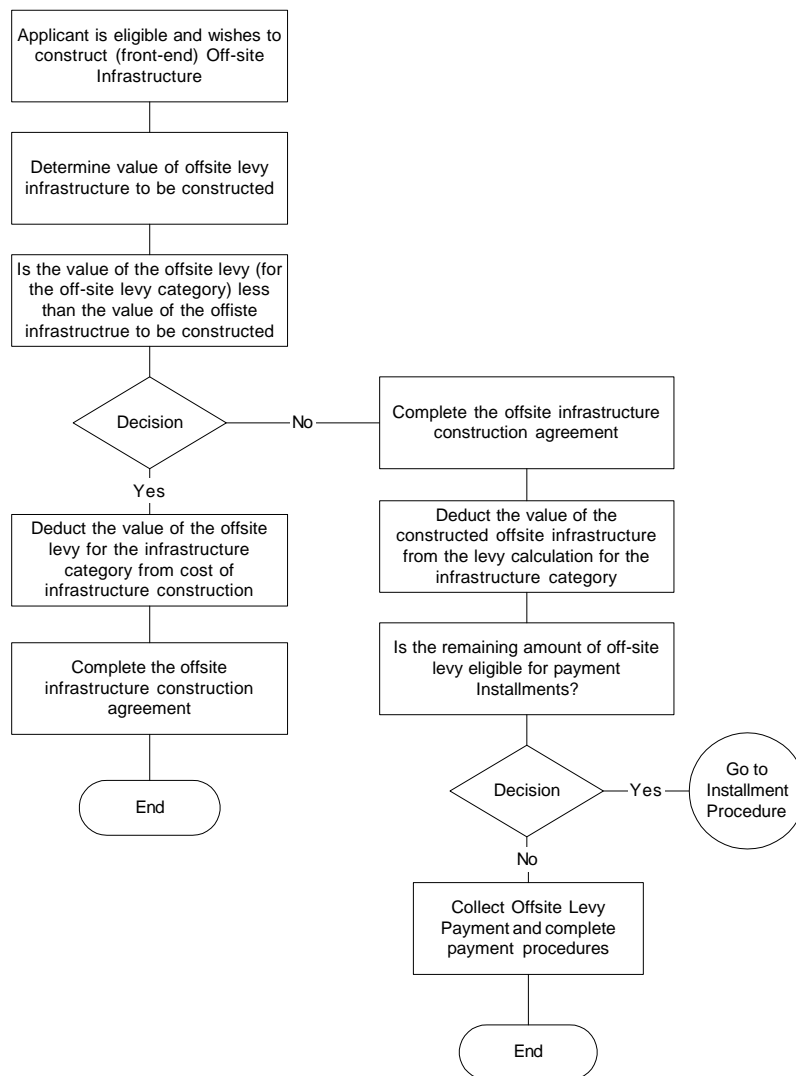 Applicant is eligible and wishes to
construct (front-end) Off-site
Infrastructure
Determine value of offsite levy
infrastructure to be constructed
Is the value of the offsite levy (for
the off-site levy category) less
than the value of the offiste
infrastructrue to be constructed
Decision
No
Yes
Deduct the value of the offsite
levy for the infrastructure
category from cost of
infrastructure construction
Complete the offsite
infrastructure construction
agreement
End
Complete the offsite infrastructure
construction agreement
Deduct the value of the
constructed offsite infrastructure
from the levy calculation for the
infrastructure category
Is the remaining amount of off-site
levy eligible for payment
Installments?
Decision
Yes
Go to
Installment
Procedure
No
Collect Offsite Levy
Payment and complete
payment procedures
End